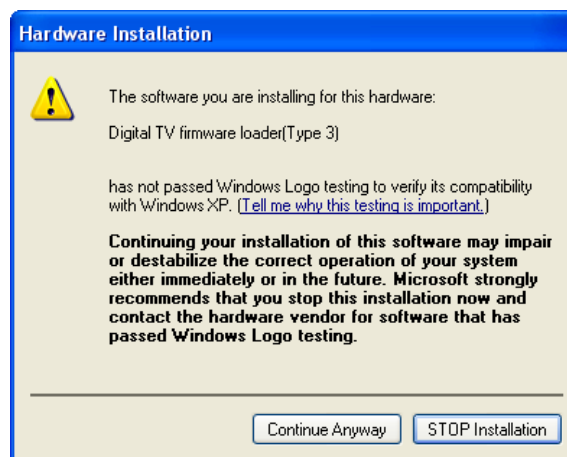 Hardware Installation
The software you are installing for this hardware:
Digital TV firmware loader(Type 3)
has not passed Windows Logo testing to verify its compatibility
with Windows XP. (Tell me why this testing is important.)
Continuing your installation of this software may impair
or destabilize the correct operation of your system
either immediately or in the future. Microsoft strongly
recommends that you stop this installation now and
contact the hardware vendor for software that has
passed Windows Logo testing.
Continue Anyway
STOP Installation